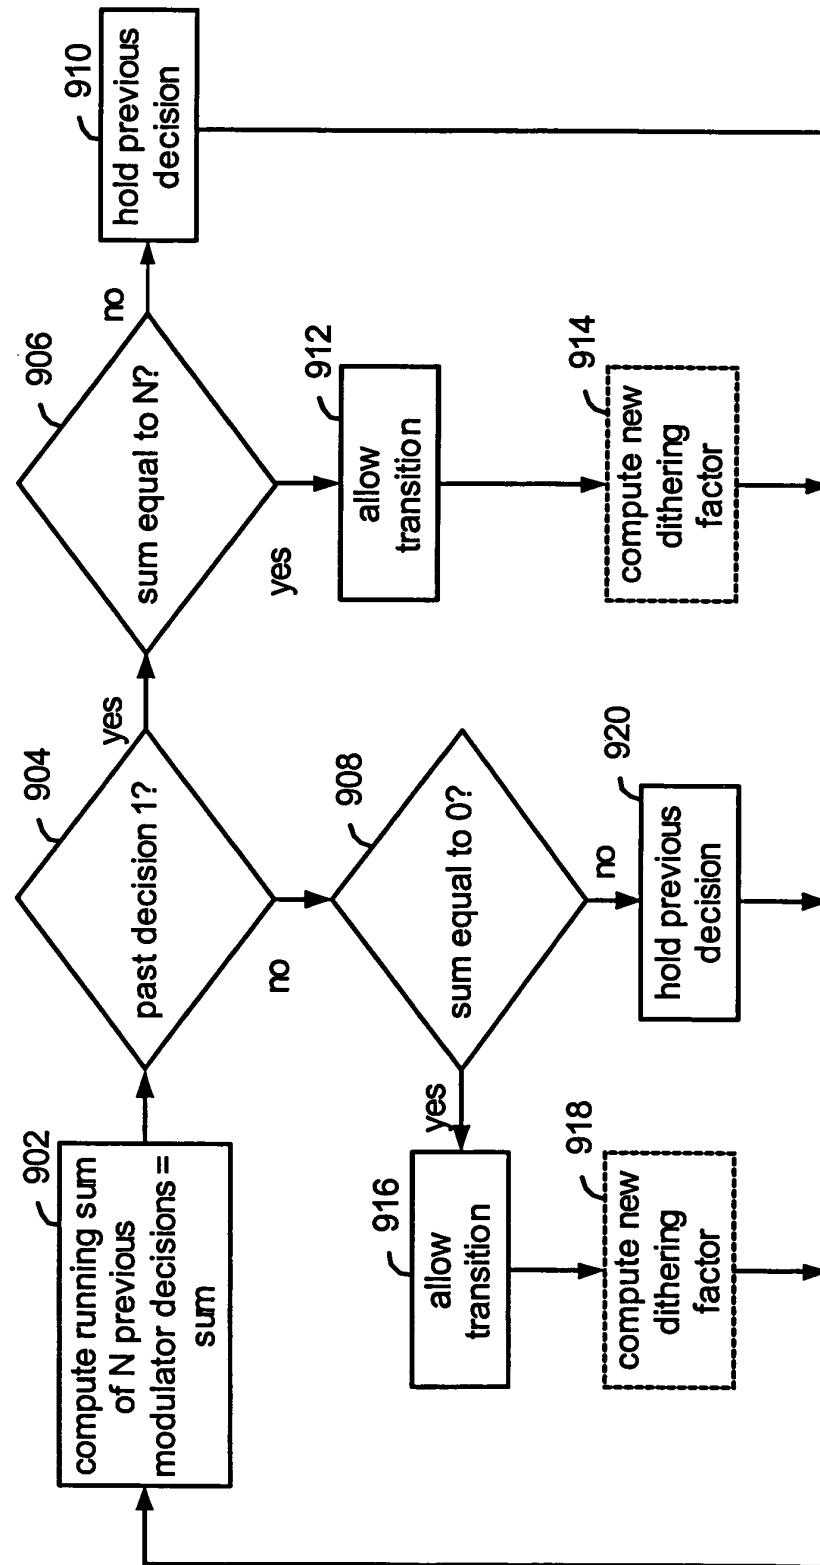 902
compute running sum
of N previous
modulator decisions =
sum
904
past decision 1?
yes
no
906
sum equal to N?
no
yes
910
hold previous
decision
912
allow
transition
914
compute new
dithering
factor
908
sum equal to 0?
yes
no
916
allow
transition
918
compute new
dithering
factor
920
hold previous
decision